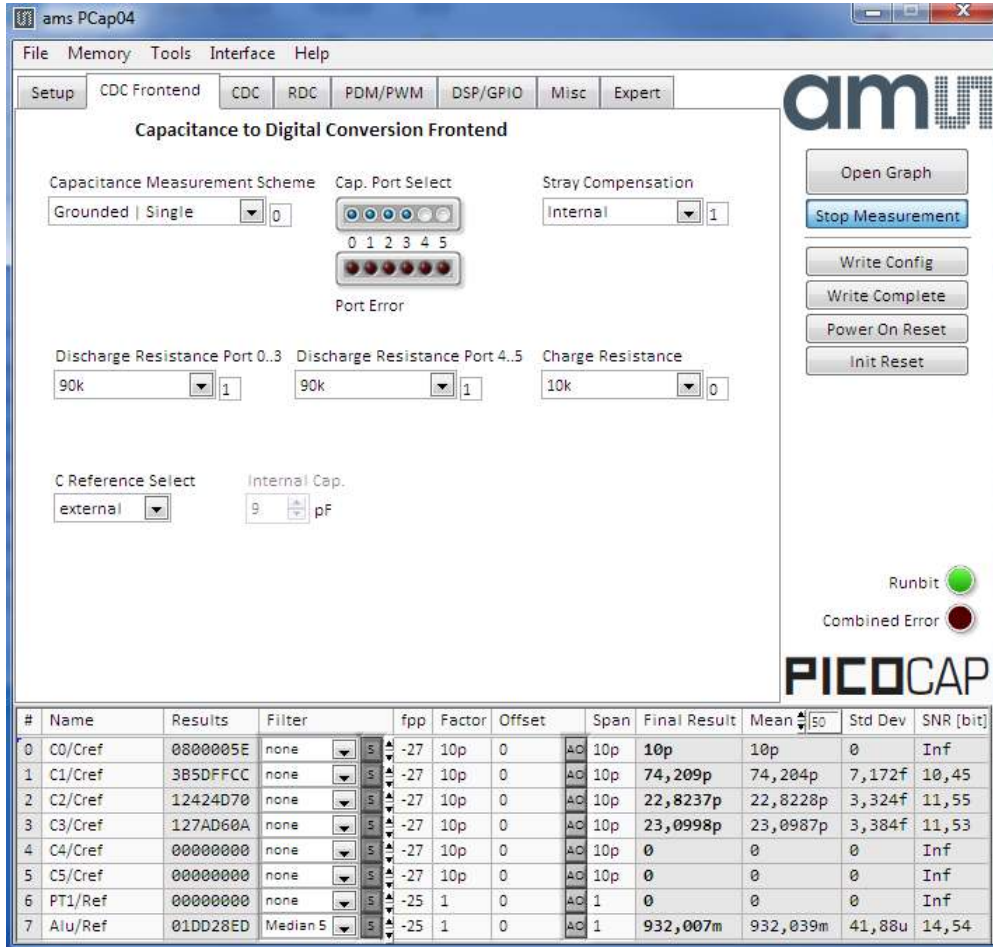 ams PCap04
File Memory Tools Interface Help
Setup CDC Frontend CDC RDC PDM/PWM DSP/GPIO Misc Expert
amu
Capacitance to Digital Conversion Frontend
Open Graph
Capacitance Measurement Scheme Cap. Port Select Stray Compensation
Grounded | Single 0 Internal 1
Stop Measurement
0 1 2 3 4 5
Write Config
Port Error
Write Complete
Power On Reset
Discharge Resistance Port 0..3 Discharge Resistance Port 4..5 Charge Resistance
Init Reset
90k 1 90k 1 10k 0
C Reference Select Internal Cap.
external 9 pF
Runbit
Combined Error
PICOCAP
# Name Results Filter fpp Factor Offset Span Final Result Mean 50 Std Dev SNR [bit]
0 C0/Cref 0800005E none S -27 10p 0 AO 10p 10p 10p 0 Inf
1 C1/Cref 3B5DFFCC none S -27 10p 0 AO 10p 74,209p 74,204p 7,172f 10,45
2 C2/Cref 12424D70 none S -27 10p 0 AO 10p 22,8237p 22,8228p 3,324f 11,55
3 C3/Cref 127AD60A none S -27 10p 0 AO 10p 23,0998p 23,0987p 3,384f 11,53
4 C4/Cref 00000000 none S -27 10p 0 AO 10p 0 0 0 Inf
5 C5/Cref 00000000 none S -27 10p 0 AO 10p 0 0 0 Inf
6 PT1/Ref 00000000 none S -25 1 0 AO 1 0 0 0 Inf
7 Alu/Ref 01DD28ED Median 5 S -25 1 0 AO 1 932,007m 932,039m 41,88u 14,54